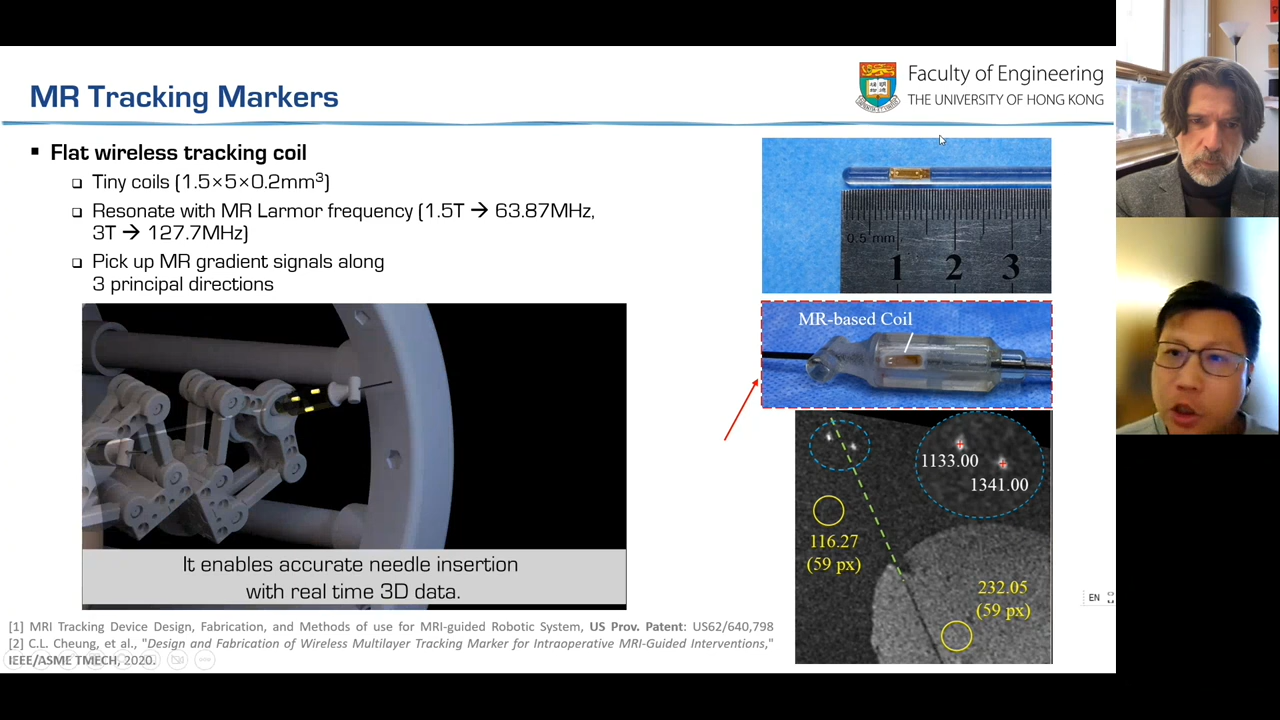 MR Tracking Markers
Faculty of Engineering
THE UNIVERSITY OF HONG KONG
Flat wireless tracking coil
Tiny coils (1.5×5×0.2mm³)
Resonate with MR Larmor frequency (1.5T → 63.87MHz,
3T → 127.7MHz)
Pick up MR gradient signals along
3 principal directions
0.5 mm
1 2 3
MR-based Coil
1133.00
1341.00
116.27
(59 px)
232.05
(59 px)
It enables accurate needle insertion
with real time 3D data.
EN
[1] MRI Tracking Device Design, Fabrication, and Methods of use for MRI-guided Robotic System, US Prov. Patent: US62/640,798
[2] C.L. Cheung, et al., "Design and Fabrication of Wireless Multilayer Tracking Marker for Intraoperative MRI-Guided Interventions,"
IEEE/ASME TMECH, 2020.